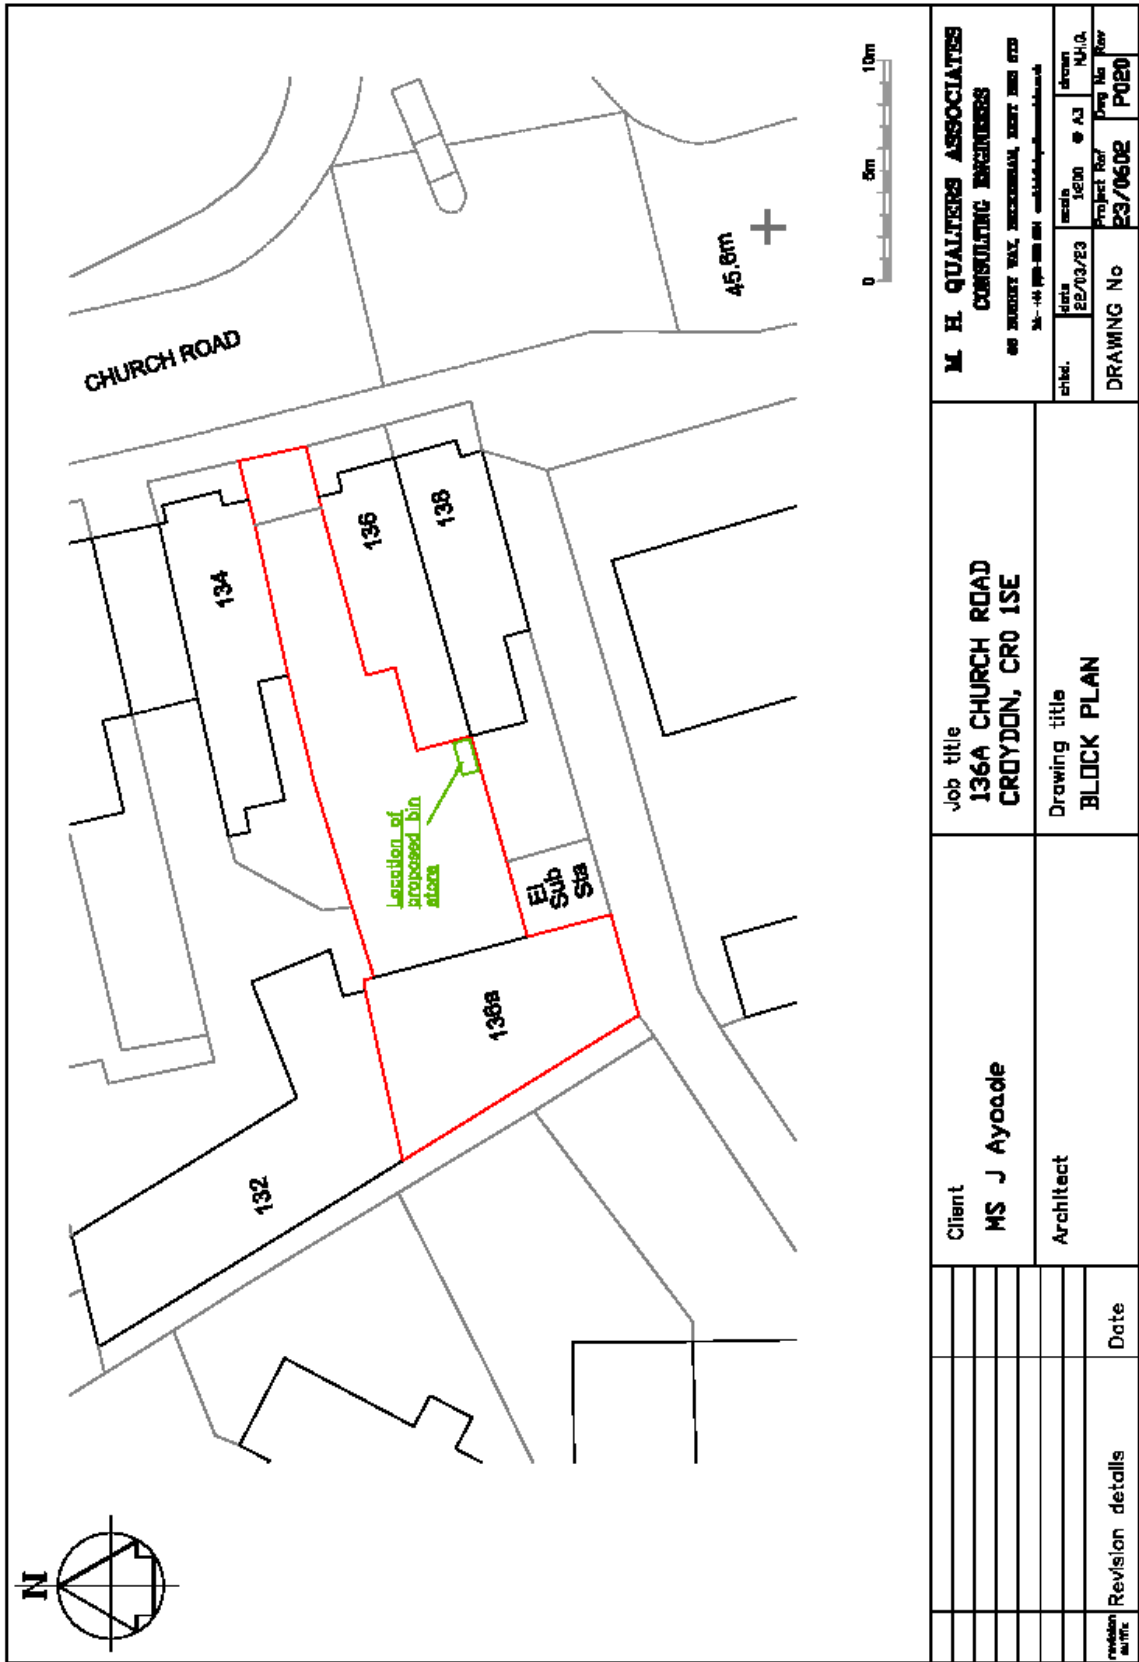 N
CHURCH ROAD
134
136
138
Location of
proposed bin
store
El
Sub
Sta
136a
132
45.6m
0
5m
10m
revision
suffix
Revision details
Date
Client
MS J Ayoade
Architect
Job title
136A CHURCH ROAD
CROYDON, CR0 1SE
Drawing title
BLOCK PLAN
M. H. QUALTERS ASSOCIATES
CONSULTING ENGINEERS
chkd.
date
22/03/23
scale
1:200 @ A3
drawn
M.H.Q.
DRAWING No
Project Ref
23/0602
Drg No
P020
Rev